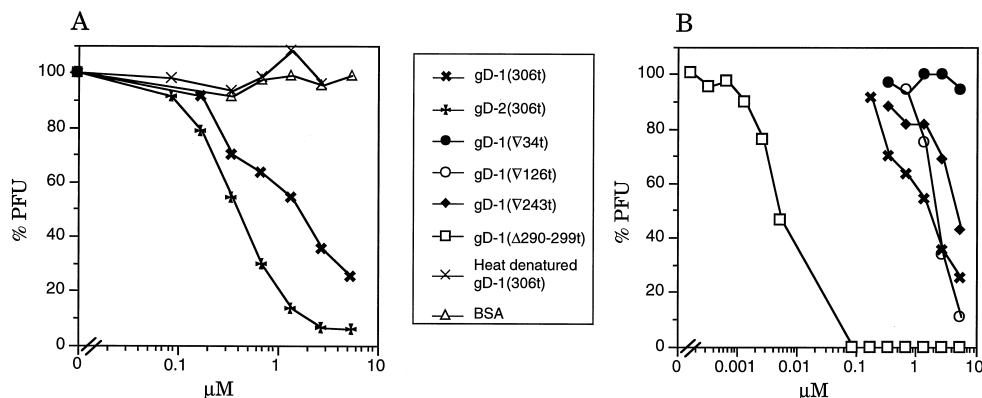 A
% PFU
100
80
60
40
20
0
0
0.1
1
10
μM
gD-1(306t)
gD-2(306t)
gD-1(∇34t)
gD-1(∇126t)
gD-1(∇243t)
gD-1(Δ290-299t)
Heat denatured
gD-1(306t)
BSA
B
% PFU
100
80
60
40
20
0
0
0.001
0.01
0.1
1
10
μM